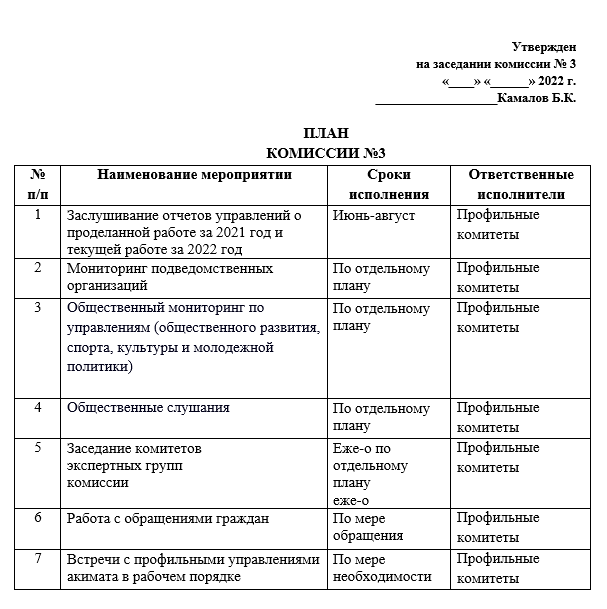 Утвержден
на заседании комиссии № 3
«____» «______» 2022 г.
___________________Камалов Б.К.
ПЛАН
КОМИССИИ №3
№ п/п Наименование мероприятии Сроки исполнения Ответственные исполнители
1 Заслушивание отчетов управлений о Июнь-август Профильные
проделанной работе за 2021 год и комитеты
текущей работе за 2022 год
2 Мониторинг подведомственных По отдельному Профильные
организаций плану комитеты
3 Общественный мониторинг по По отдельному Профильные
управлениям (общественного развития, плану комитеты
спорта, культуры и молодежной
политики)
4 Общественные слушания По отдельному Профильные
плану комитеты
5 Заседание комитетов Еже-о по Профильные
экспертных групп отдельному комитеты
комиссии плану
еже-о
6 Работа с обращениями граждан По мере Профильные
обращения комитеты
7 Встречи с профильными управлениями По мере Профильные
акимата в рабочем порядке необходимости комитеты